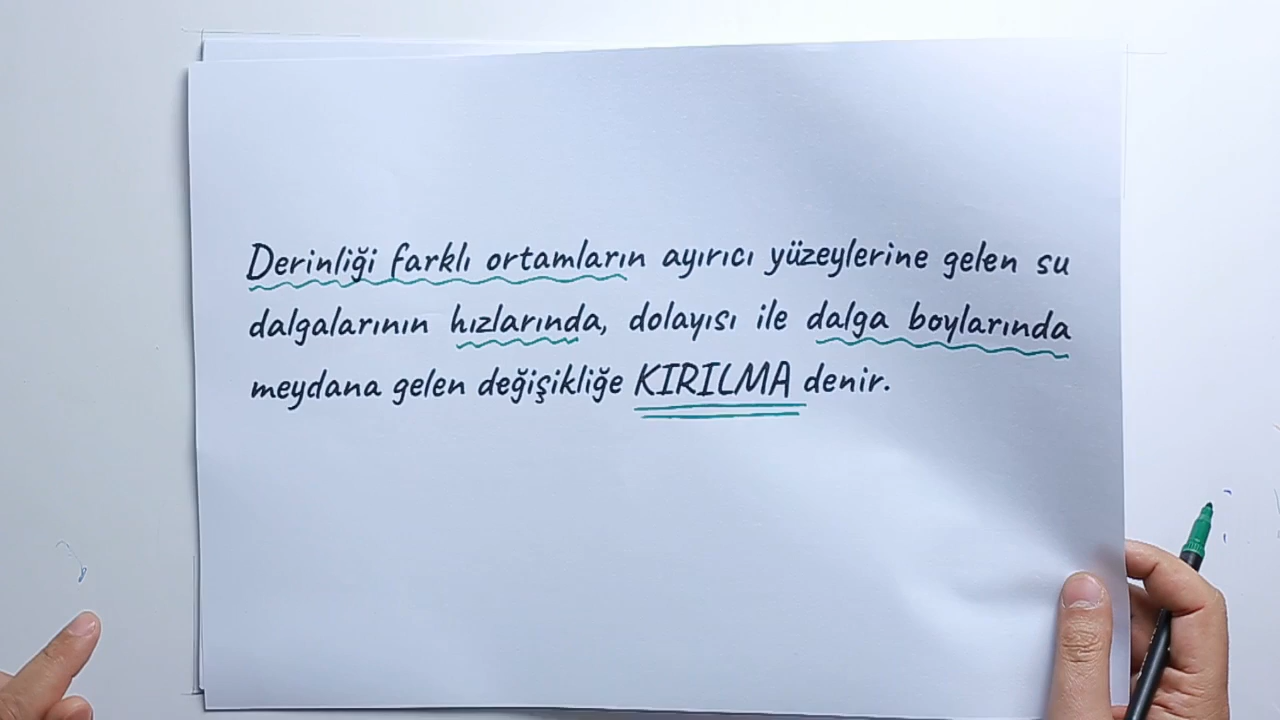 Derinliği farklı ortamların ayırıcı yüzeylerine gelen su
dalgalarının hızlarında, dolayısı ile dalga boylarında
meydana gelen değişikliğe KIRILMA denir.